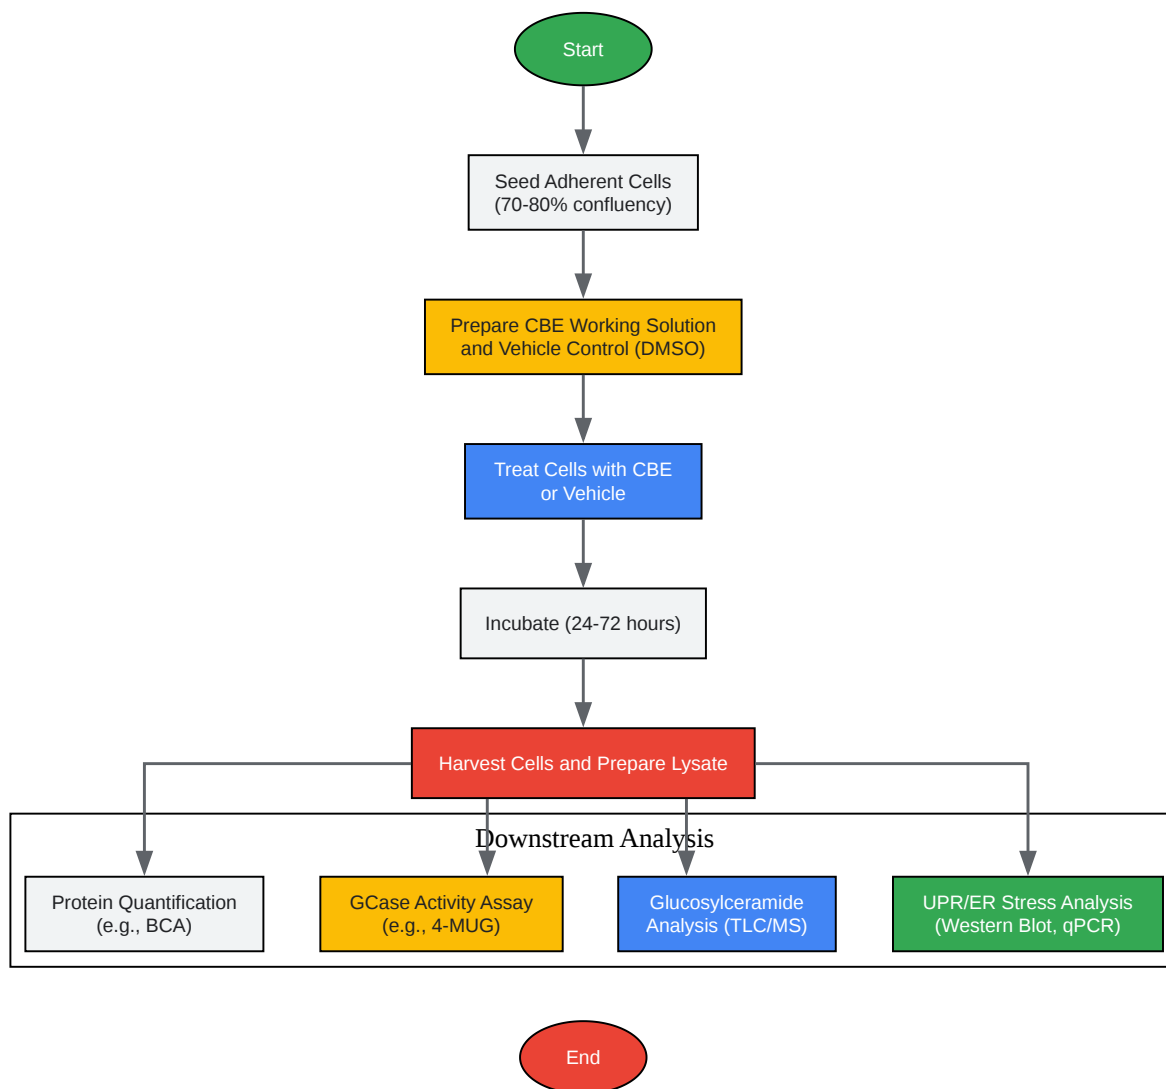 Start
Seed Adherent Cells
(70-80% confluency)
Prepare CBE Working Solution
and Vehicle Control (DMSO)
Treat Cells with CBE
or Vehicle
Incubate (24-72 hours)
Harvest Cells and Prepare Lysate
Downstream Analysis
Protein Quantification
(e.g., BCA)
GCase Activity Assay
(e.g., 4-MUG)
Glucosylceramide
Analysis (TLC/MS)
UPR/ER Stress Analysis
(Western Blot, qPCR)
End